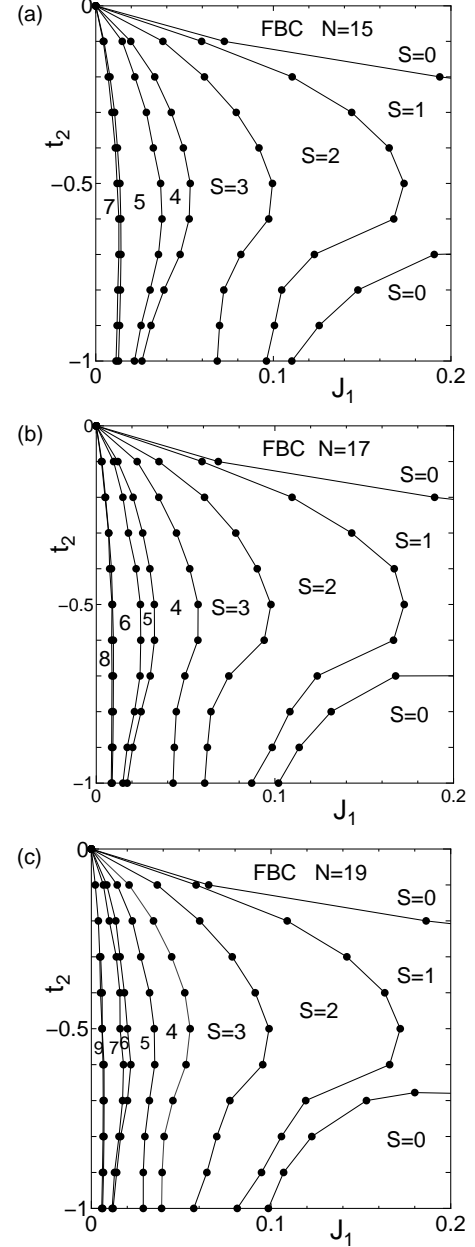 (a)
0
FBC N=15
S=0
S=1
S=2
t2
−0.5
S=3
7 5 4
S=0
−1
0 0.1 0.2
J1
(b)
0
FBC N=17
S=0
S=1
t2
S=2
−0.5
6 5 4 S=3
8
S=0
−1
0 0.1 0.2
J1
(c)
0
FBC N=19
S=0
S=1
t2
S=2
−0.5
9 7 6 5 4 S=3
S=0
−1
0 0.1 0.2
J1